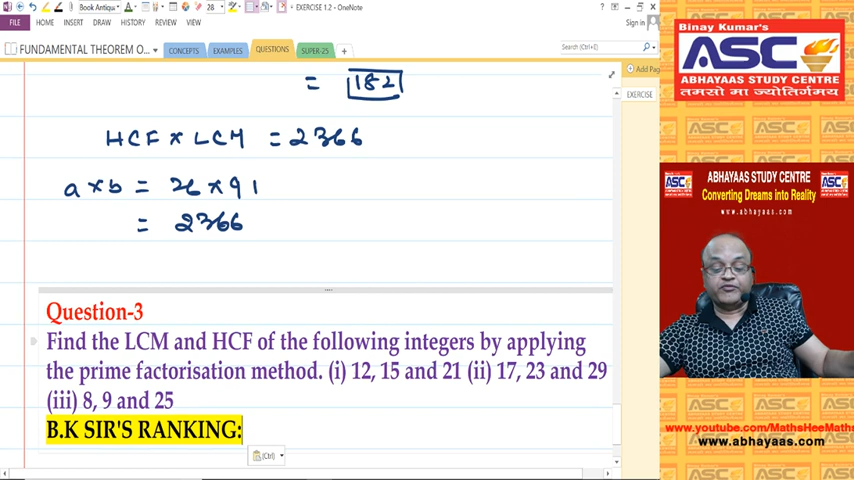 Book Antiqua
28
EXERCISE 1.2 - OneNote
FILE
HOME
INSERT
DRAW
HISTORY
REVIEW
VIEW
Sign in
FUNDAMENTAL THEOREM O...
CONCEPTS
EXAMPLES
QUESTIONS
SUPER-25
+
Search (Ctrl+E)
Add Pag
EXERCISE
= 182
HCF × LCM = 2366
a × b = 26 × 91
= 2366
Question-3
Find the LCM and HCF of the following integers by applying
the prime factorisation method. (i) 12, 15 and 21 (ii) 17, 23 and 29
(iii) 8, 9 and 25
B.K SIR'S RANKING:
(Ctrl)
Binay Kumar's
ASC
ABHAYAAS STUDY CENTRE
तमसो मा ज्योतिर्गमय
ABHAYAAS STUDY CENTRE
Converting Dreams into Reality
www.abhayaas.com
www.youtube.com/MathsHeeMaths
www.abhyaas.com